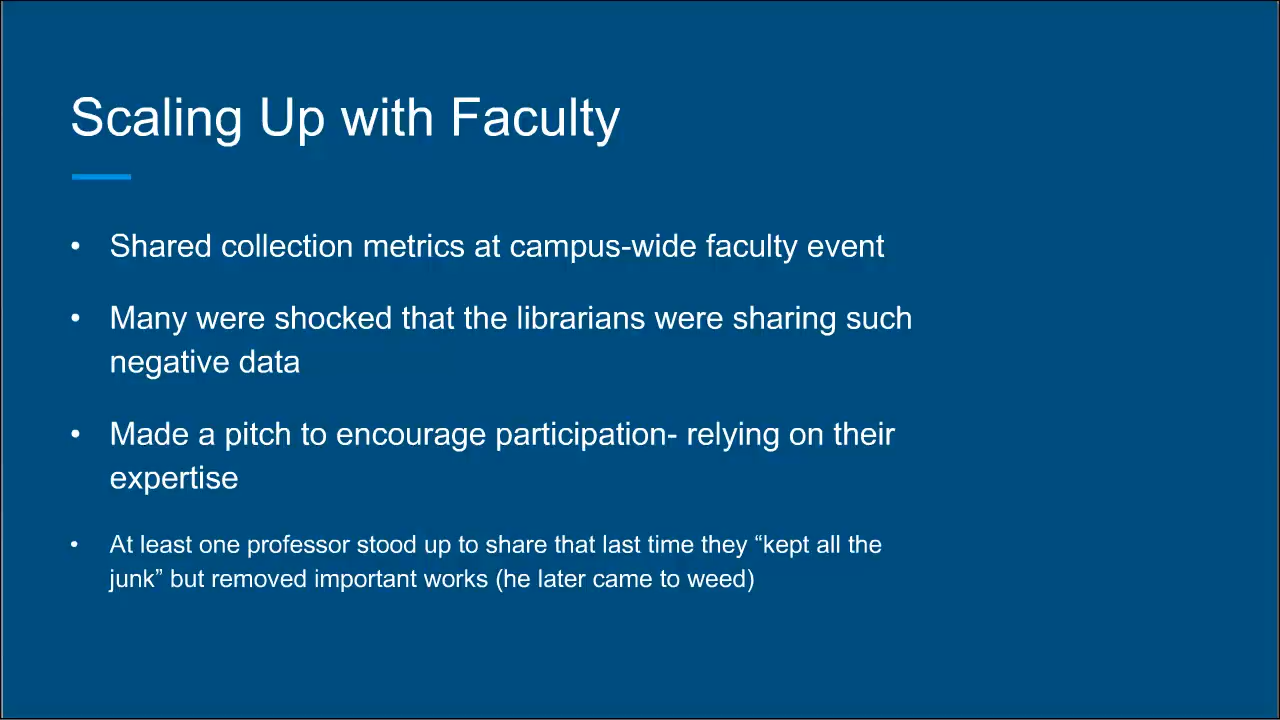 Scaling Up with Faculty
• Shared collection metrics at campus-wide faculty event
• Many were shocked that the librarians were sharing such
negative data
• Made a pitch to encourage participation- relying on their
expertise
• At least one professor stood up to share that last time they “kept all the
junk” but removed important works (he later came to weed)